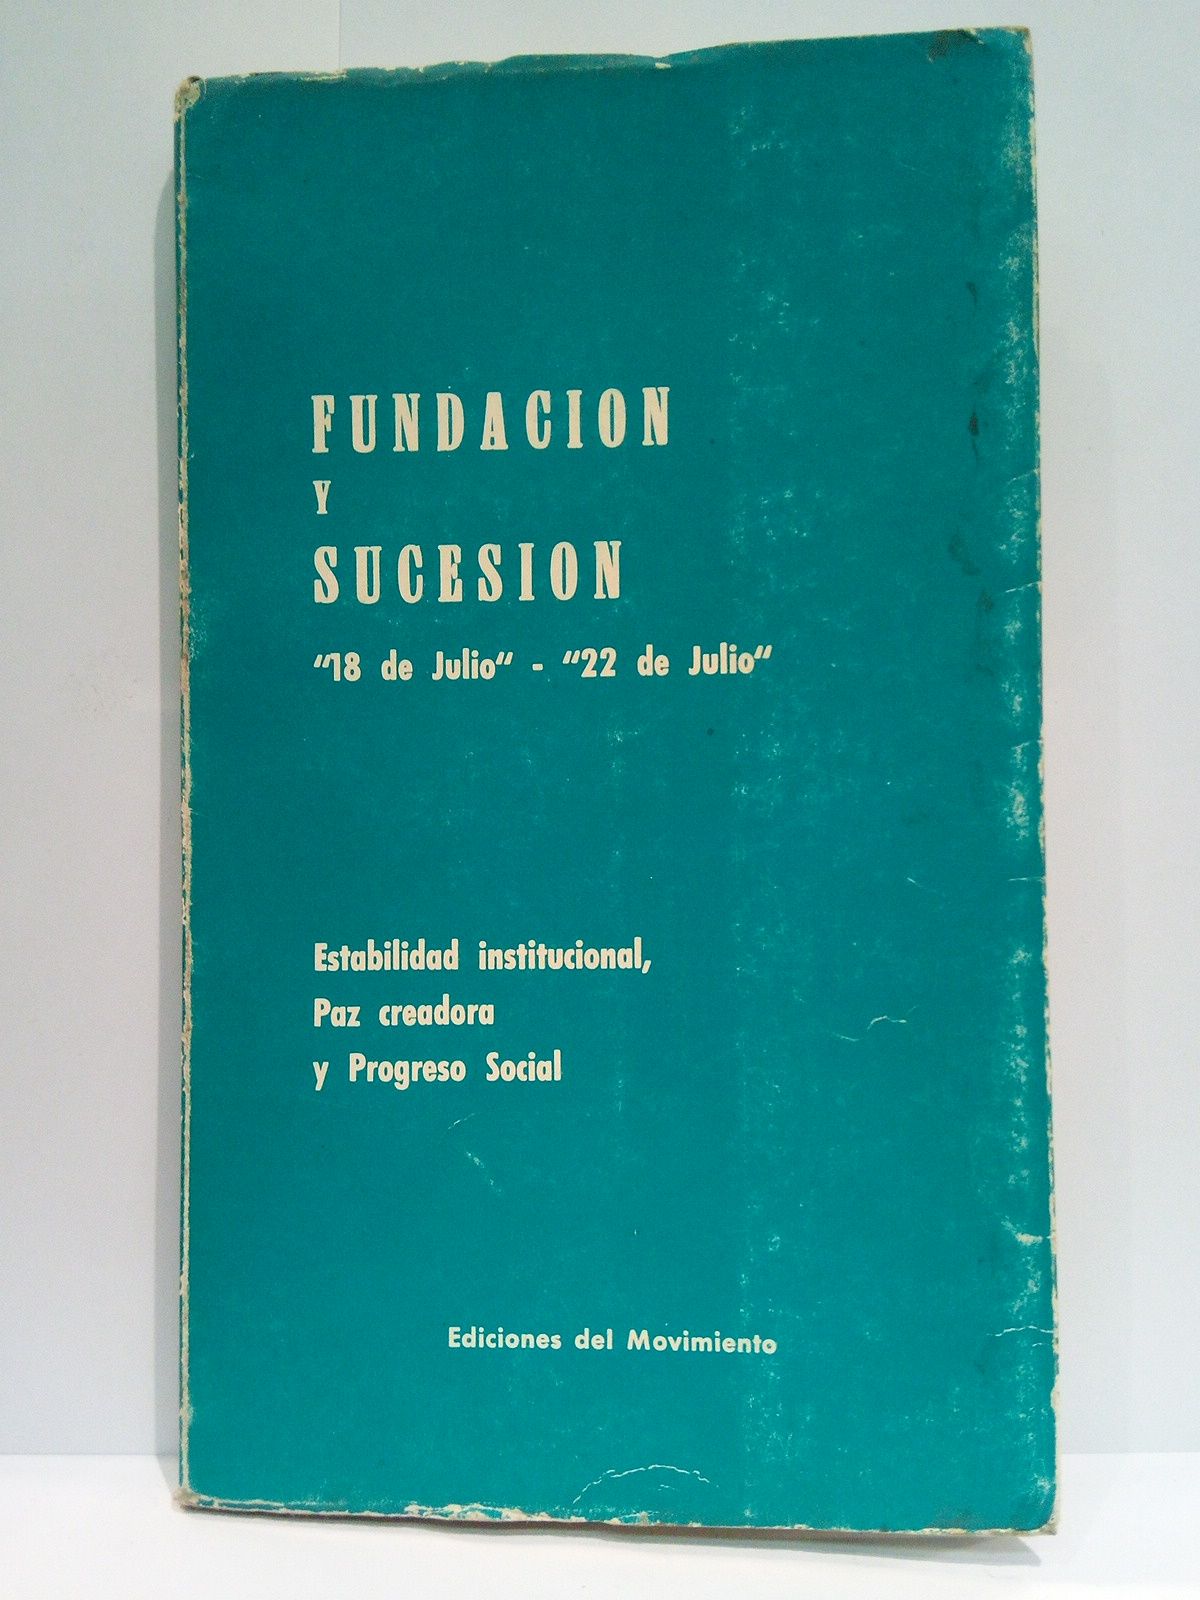 FUNDACION
Y
SUCESION
“18 de Julio“ - “22 de Julio“
Estabilidad institucional,
Paz creadora
y Progreso Social
Ediciones del Movimiento